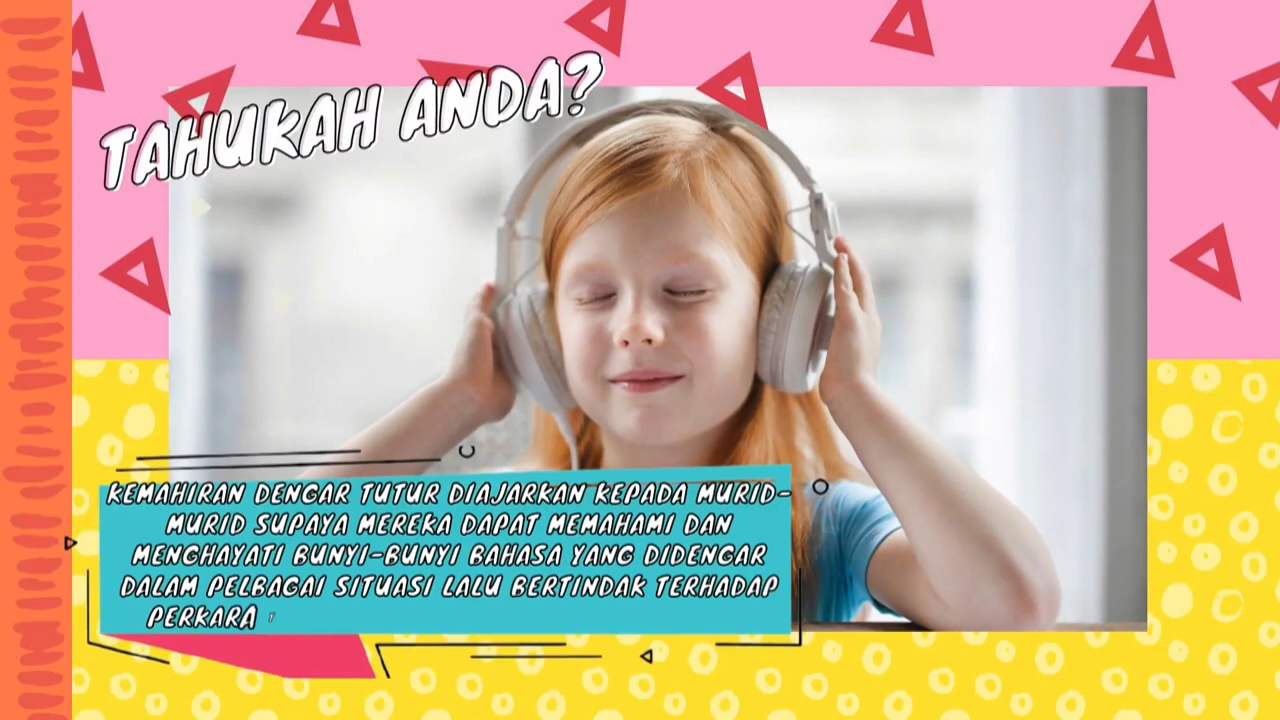 TAHUKAH ANDA?
KEMAHIRAN DENGAR TUTUR DIAJARKAN KEPADA MURID-
MURID SUPAYA MEREKA DAPAT MEMAHAMI DAN
MENGHAYATI BUNYI-BUNYI BAHASA YANG DIDENGAR
DALAM PELBAGAI SITUASI LALU BERTINDAK TERHADAP
PERKARA